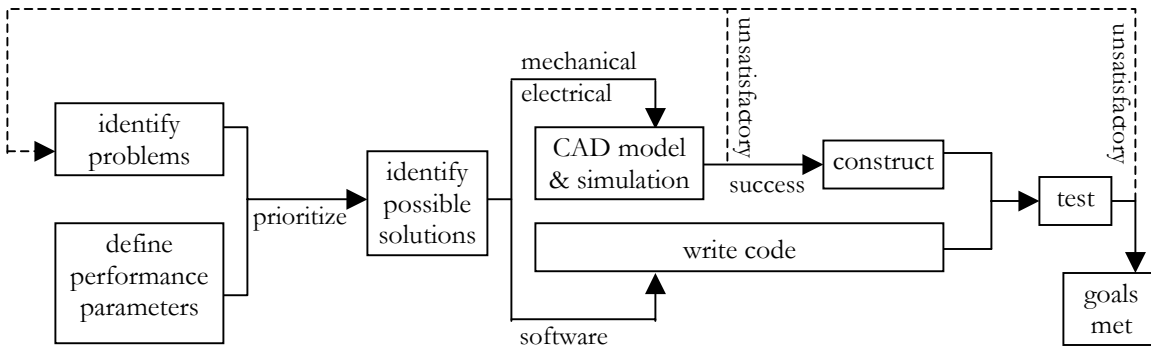 identify
problems
define
performance
parameters
prioritize
identify
possible
solutions
mechanical
electrical
software
CAD model
& simulation
write code
unsatisfactory
success
construct
test
unsatisfactory
goals
met